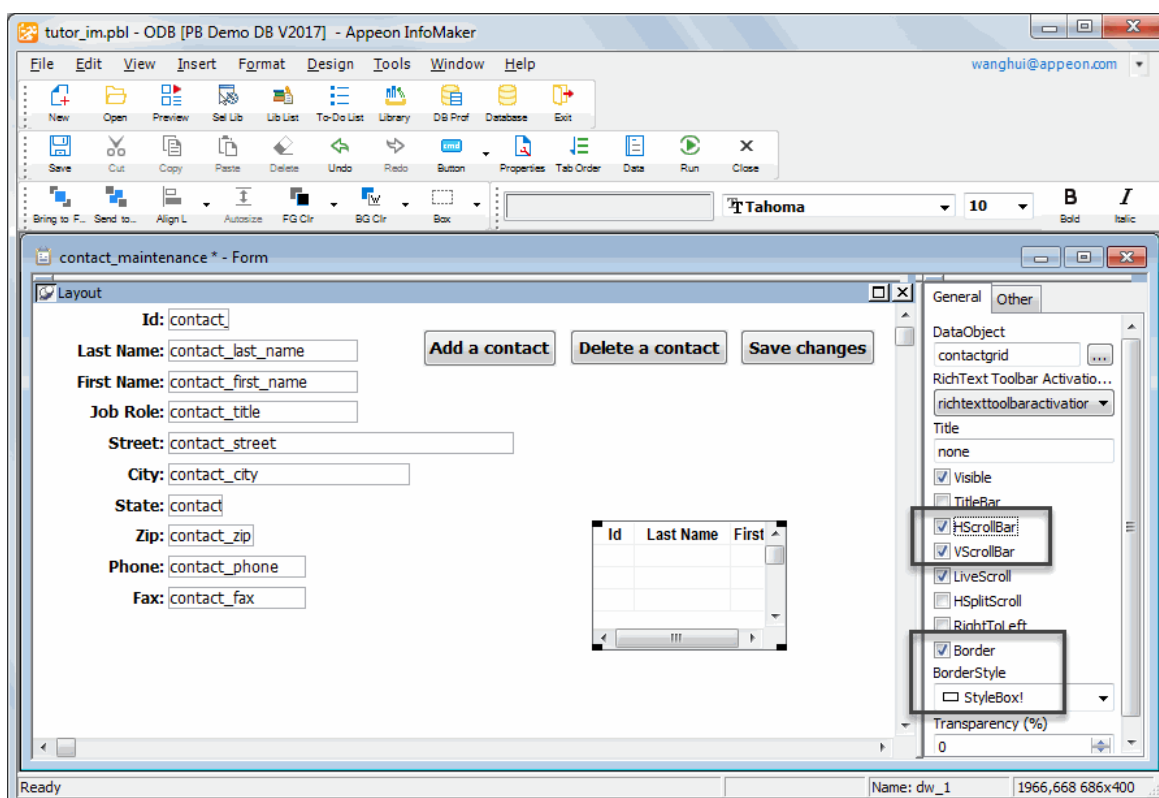 tutor_im.pbl - ODB [PB Demo DB V2017] - Appeon InfoMaker
File Edit View Insert Format Design Tools Window Help wanghui@appeon.com
New Open Preview Sel Lib Lib List To-Do List Library DB Prof Database Exit
cmd
Save Cut Copy Paste Delete Undo Redo Button Properties Tab Order Data Run Close
Tahoma 10 B I
Bring to F... Send to... Align L Autosize FG Clr BG Clr Box Bold Italic
contact_maintenance * - Form
Layout
Id: contact_
Last Name: contact_last_name
First Name: contact_first_name
Job Role: contact_title
Street: contact_street
City: contact_city
State: contact
Zip: contact_zip
Phone: contact_phone
Fax: contact_fax
Add a contact Delete a contact Save changes
Id Last Name First
General Other
DataObject
contactgrid ...
RichText Toolbar Activatio...
richtexttoolbaractivatior
Title
none
Visible
TitleBar
HScrollBar
VScrollBar
LiveScroll
HSplitScroll
RightToLeft
Border
BorderStyle
StyleBox!
Transparency (%)
0
Ready Name: dw_1 1966,668 686x400